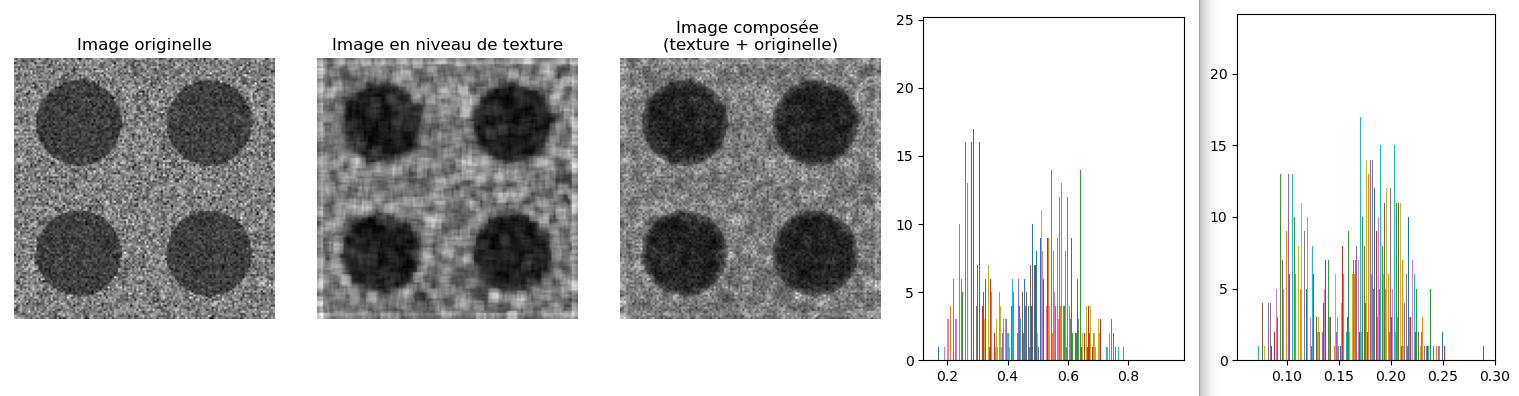 Image originelle
Image en niveau de texture
Image composée
(texture + originelle)
25
20
15
10
5
0
0.2 0.4 0.6 0.8
20
15
10
5
0
0.10 0.15 0.20 0.25 0.30